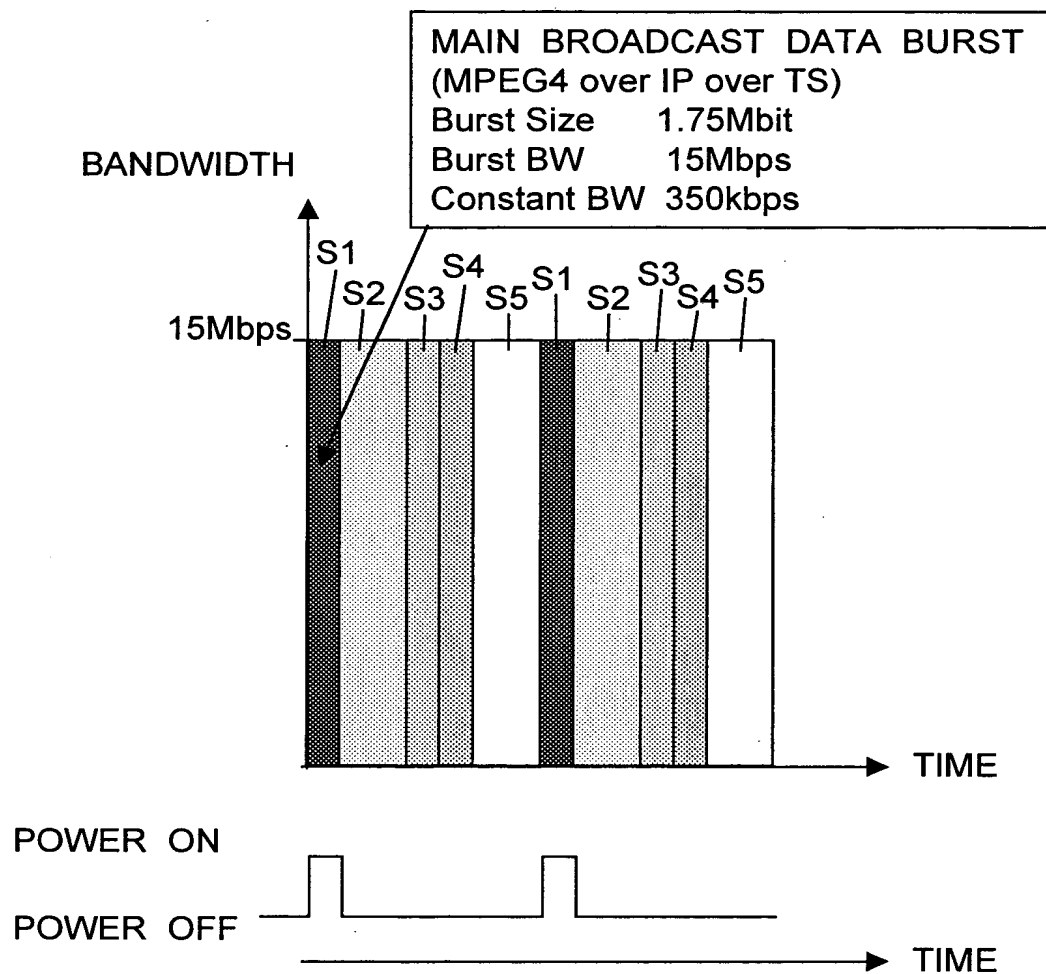 MAIN BROADCAST DATA BURST
(MPEG4 over IP over TS)
Burst Size 1.75Mbit
Burst BW 15Mbps
Constant BW 350kbps
BANDWIDTH
S1 S2 S3 S4 S5 S1 S2 S3 S4 S5
15Mbps
TIME
POWER ON
POWER OFF
TIME